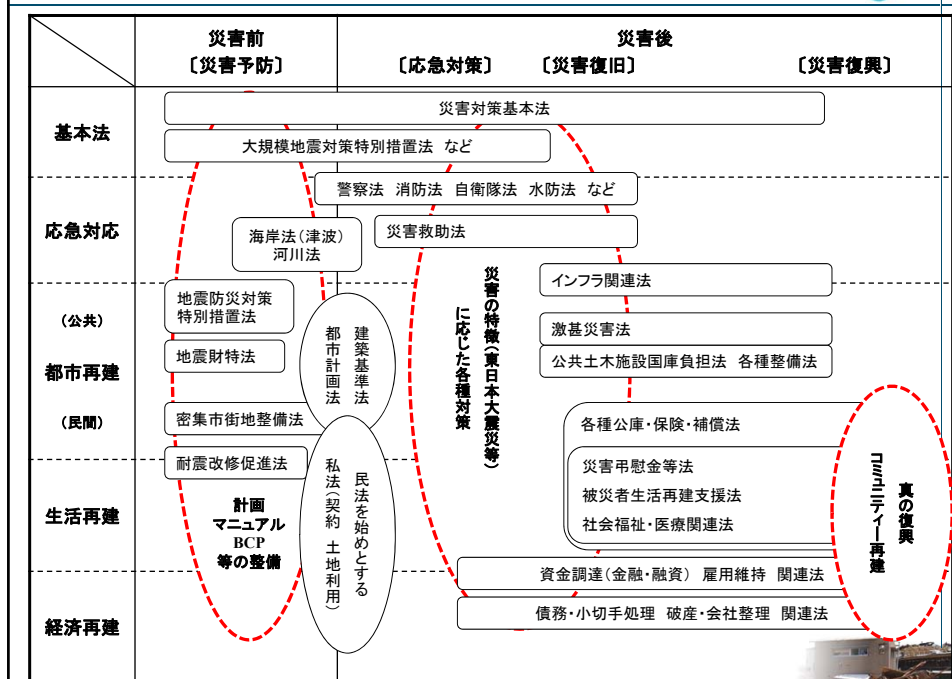 災害前
〔災害予防〕
災害後
〔応急対策〕
〔災害復旧〕
〔災害復興〕
基本法
災害対策基本法
大規模地震対策特別措置法 など
応急対応
警察法 消防法 自衛隊法 水防法 など
海岸法(津波)
河川法
災害救助法
(公共)
都市再建
(民間)
地震防災対策
特別措置法
地震財特法
密集市街地整備法
建築基準法
都市計画法
災害の特徴(東日本大震災等)
に応じた各種対策
インフラ関連法
激甚災害法
公共土木施設国庫負担法 各種整備法
各種公庫・保険・補償法
生活再建
耐震改修促進法
計画
マニュアル
BCP
等の整備
民法を始めとする
私法(契約 土地利用)
災害弔慰金等法
被災者生活再建支援法
社会福祉・医療関連法
真の復興
コミュニティー再建
経済再建
資金調達(金融・融資) 雇用維持 関連法
債務・小切手処理 破産・会社整理 関連法